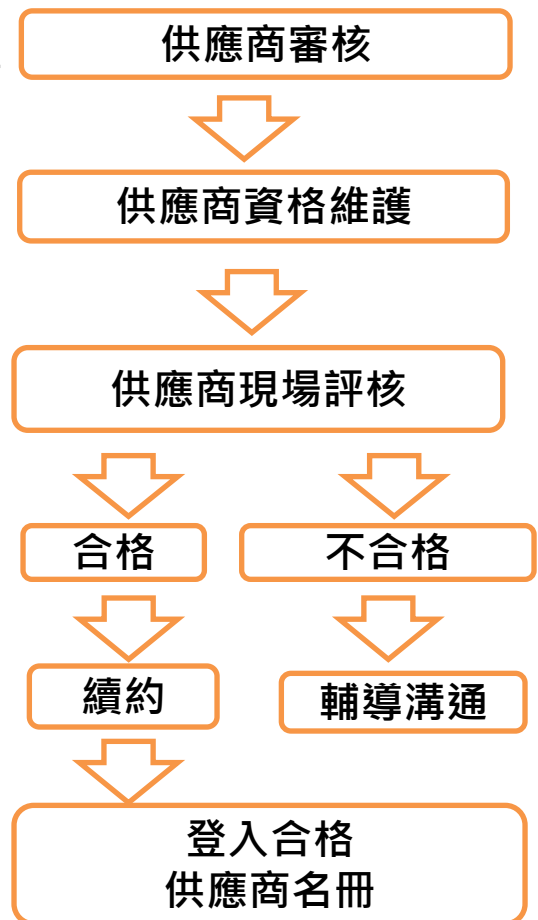 供應商審核
供應商資格維護
供應商現場評核
合格
不合格
續約
輔導溝通
登入合格
供應商名冊